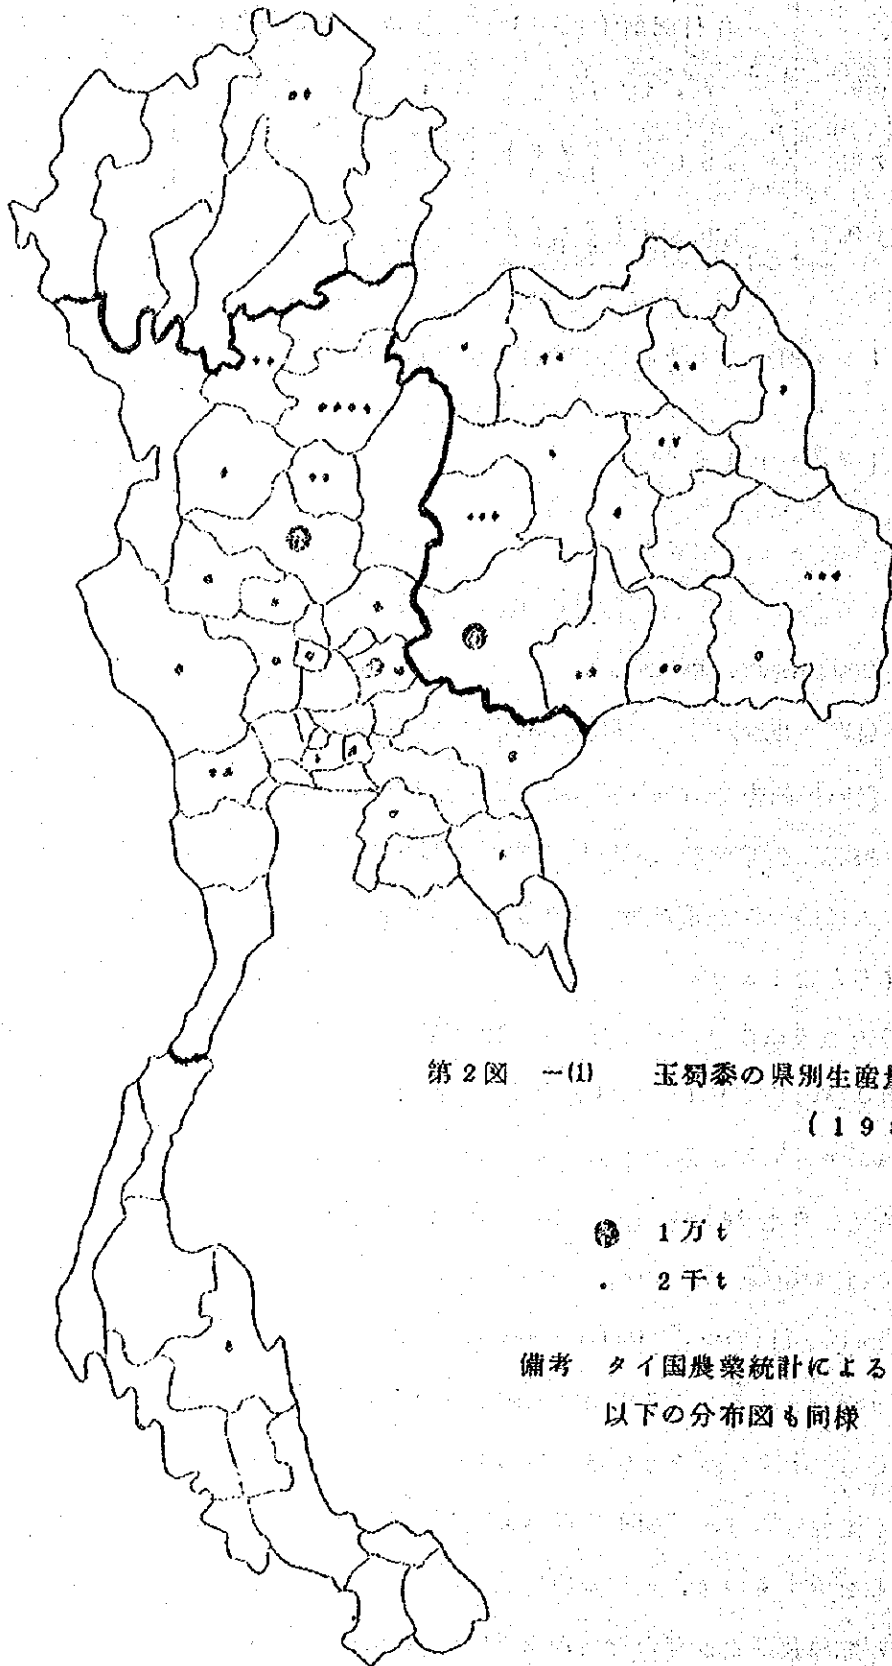 第2図 －(1) 玉蜀黍の県別生産
(19
1万t
2千t
備考 タイ国農業統計による
以下の分布図も同様